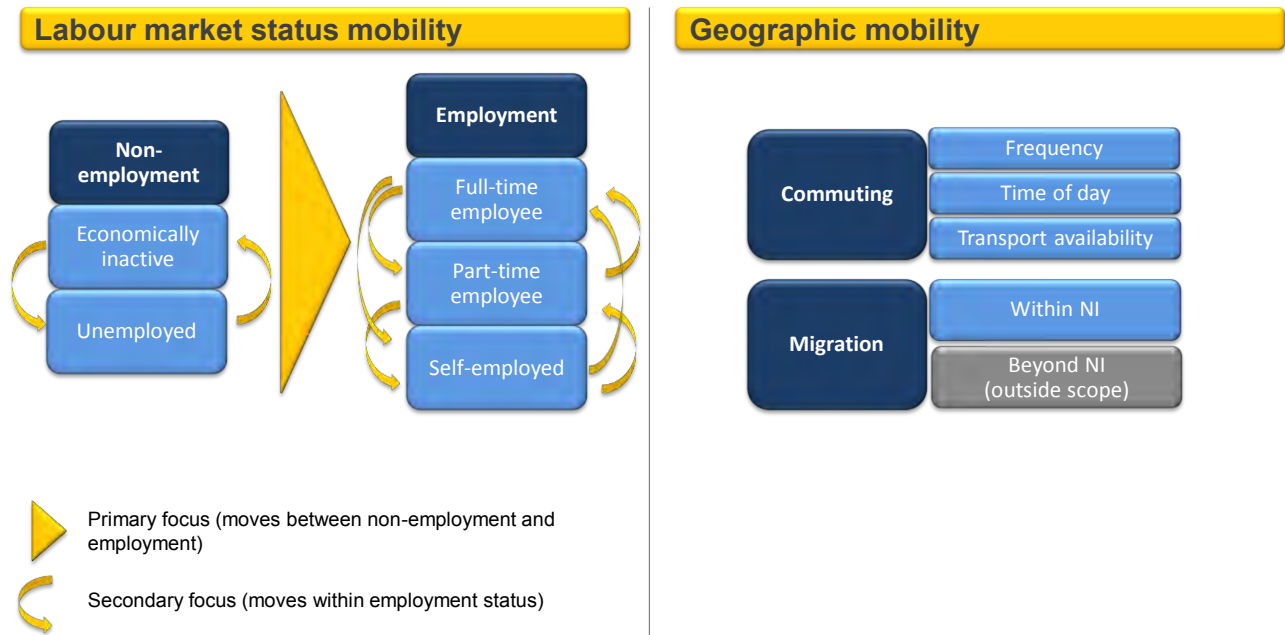 Labour market status mobility
Non-
employment
Economically
inactive
Unemployed
Employment
Full-time
employee
Part-time
employee
Self-employed
Primary focus (moves between non-employment and
employment)
Secondary focus (moves within employment status)
Geographic mobility
Commuting
Frequency
Time of day
Transport availability
Migration
Within NI
Beyond NI
(outside scope)